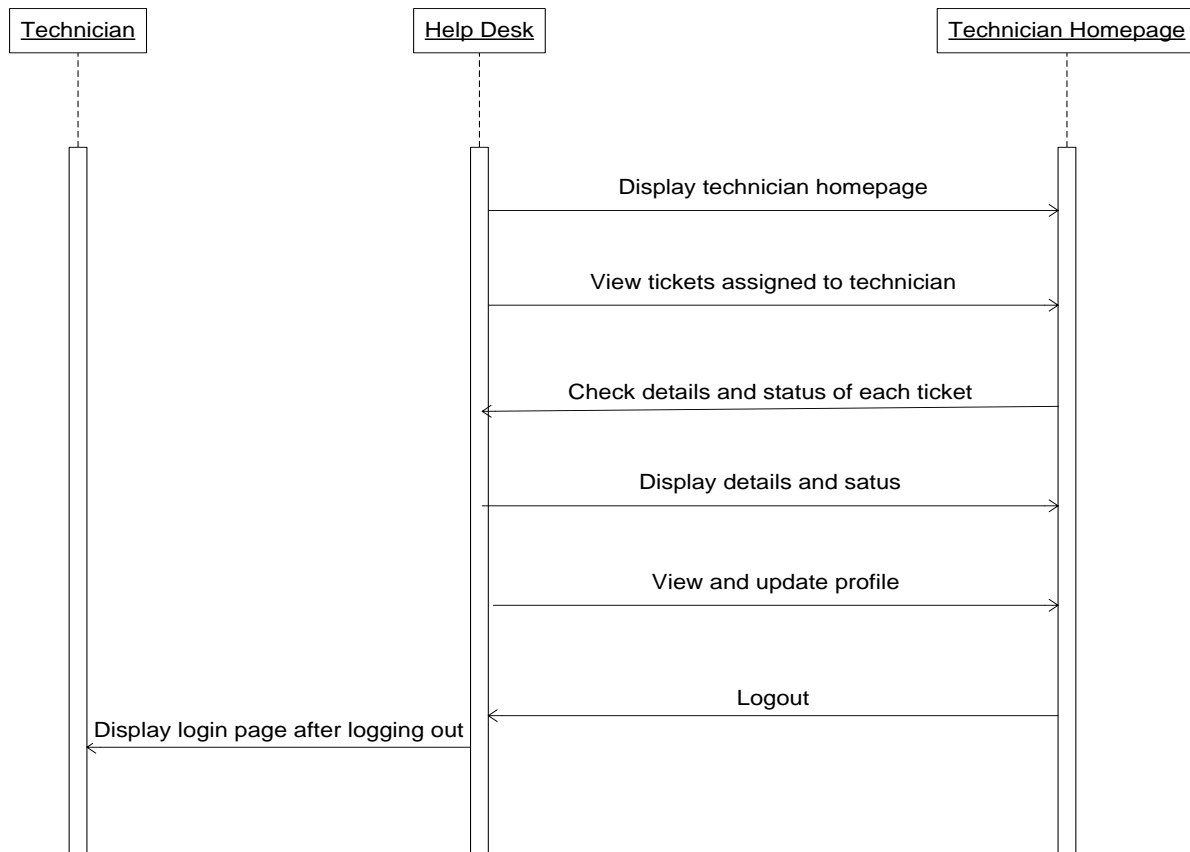 Technician
Help Desk
Technician Homepage
Display technician homepage
View tickets assigned to technician
Check details and status of each ticket
Display details and satus
View and update profile
Logout
Display login page after logging out